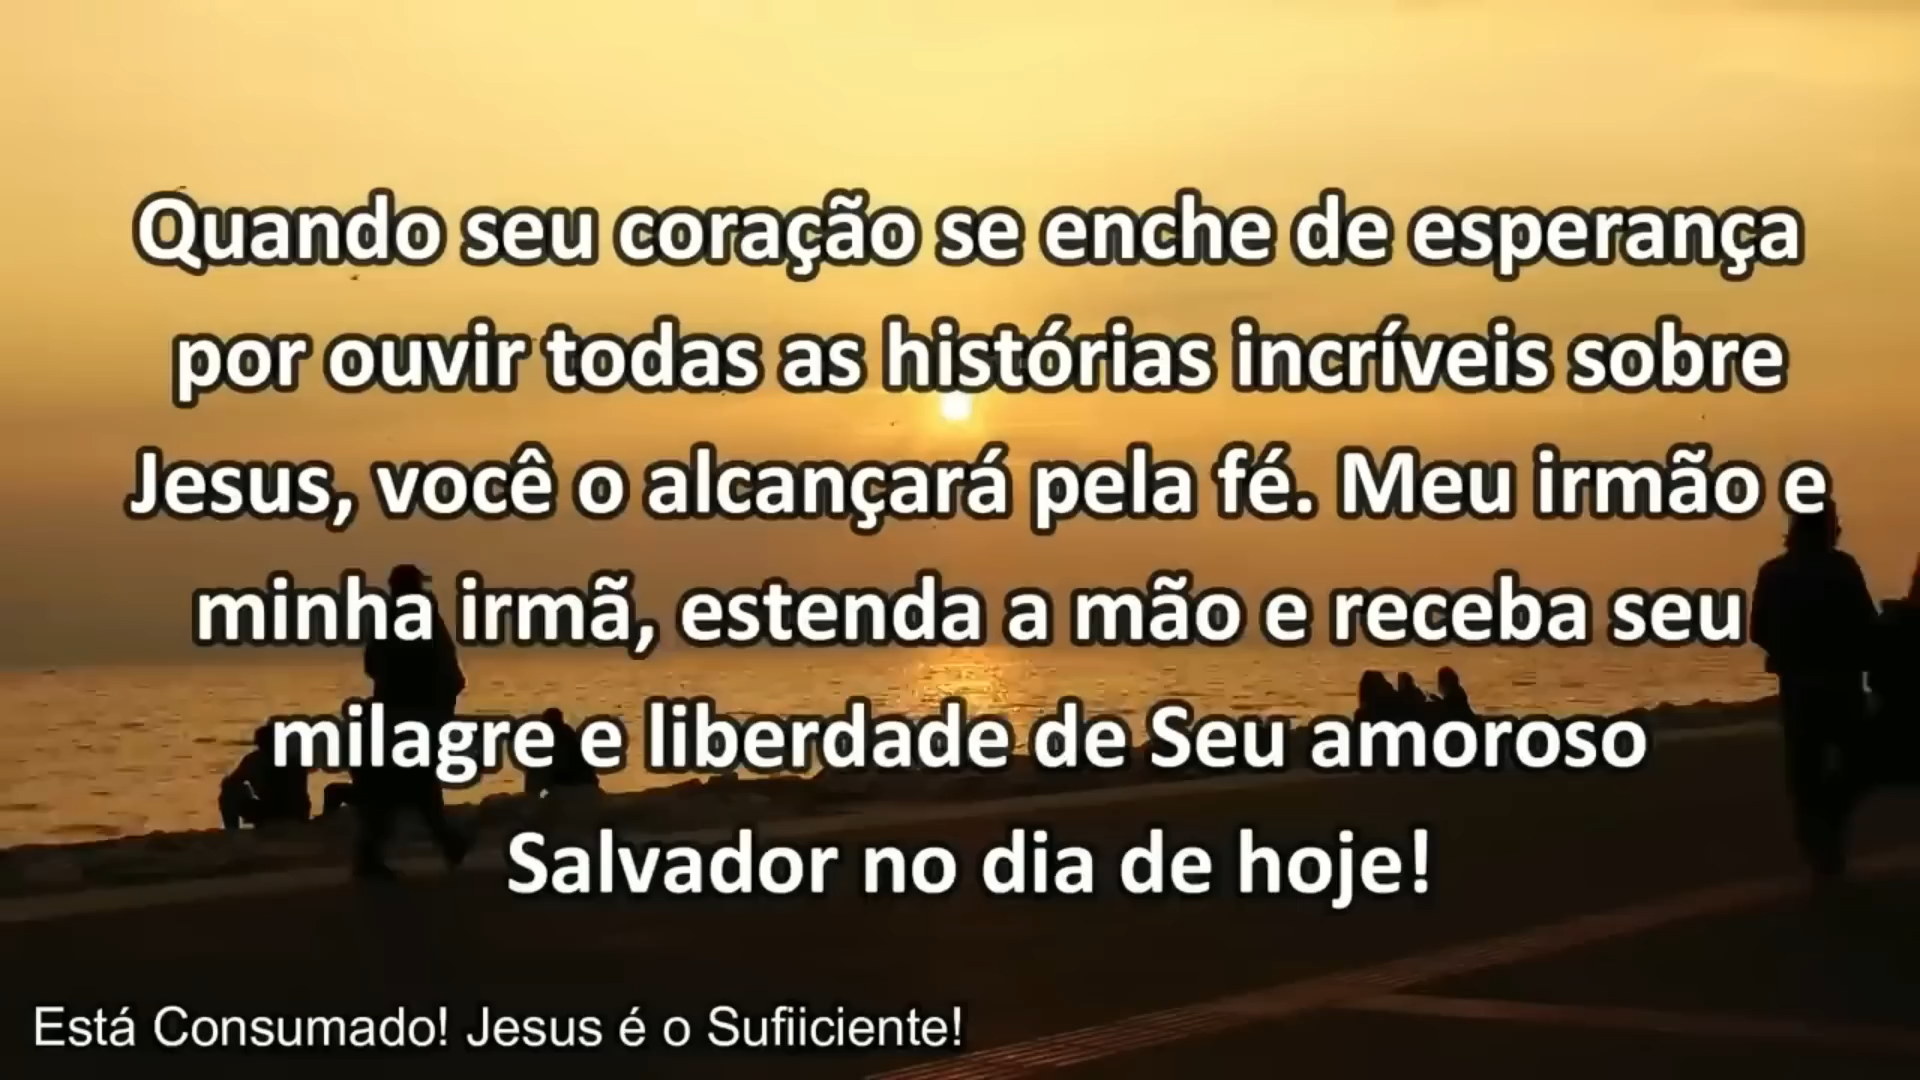 Quando seu coração se enche de esperança
por ouvir todas as histórias incríveis sobre
Jesus, você o alcançará pela fé. Meu irmão e
minha irmã, estenda a mão e receba seu
milagre e liberdade de Seu amoroso
Salvador no dia de hoje!
Está Consumado! Jesus é o Sufiiciente!